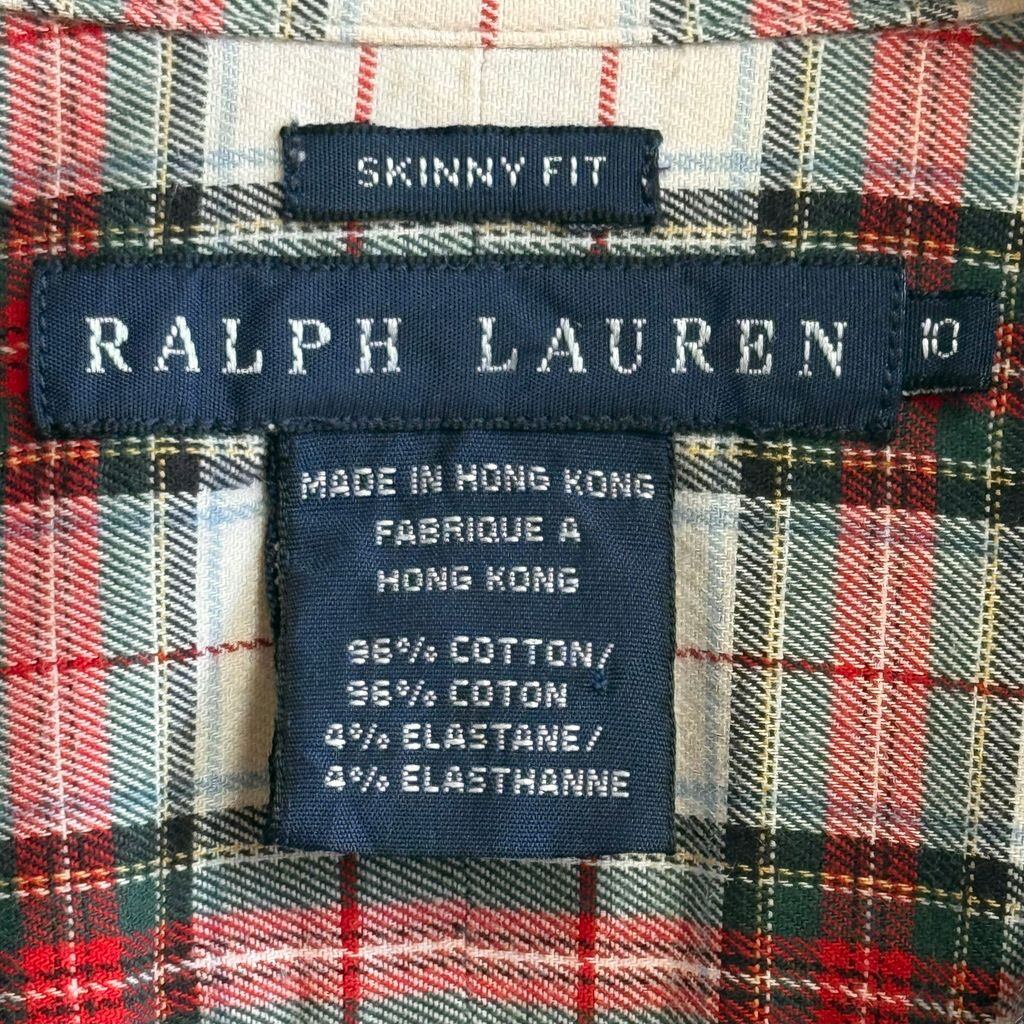 SKINNY FIT
RALPH LAUREN
10
MADE IN HONG KONG
FABRIQUE A
HONG KONG
96% COTTON/
96% COTON
4% ELASTANE/
4% ELASTHANNE